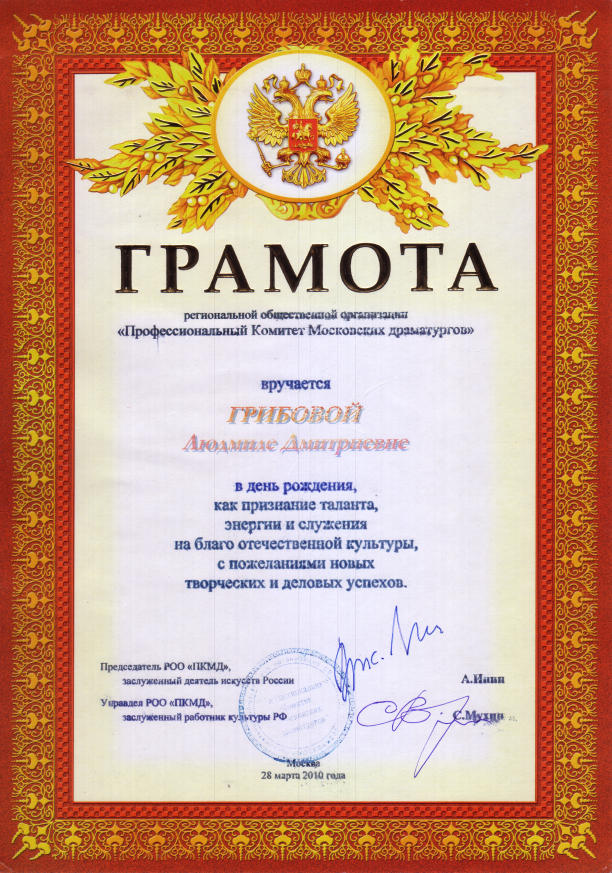 ГРАМОТА
региональной общественной организации
«Профессиональный Комитет Московских драматургов»
вручается
ГРИБОВОЙ
Людмиле Дмитриевне
в день рождения,
как признание таланта,
энергии и служения
на благо отечественной культуры,
с пожеланиями новых
творческих и деловых успехов.
Председатель РОО «ПКМД»,
заслуженный деятель искусств России
А.Инин
Управдел РОО «ПКМД»,
заслуженный работник культуры РФ
С.Мухин
Москва
28 марта 2010 года